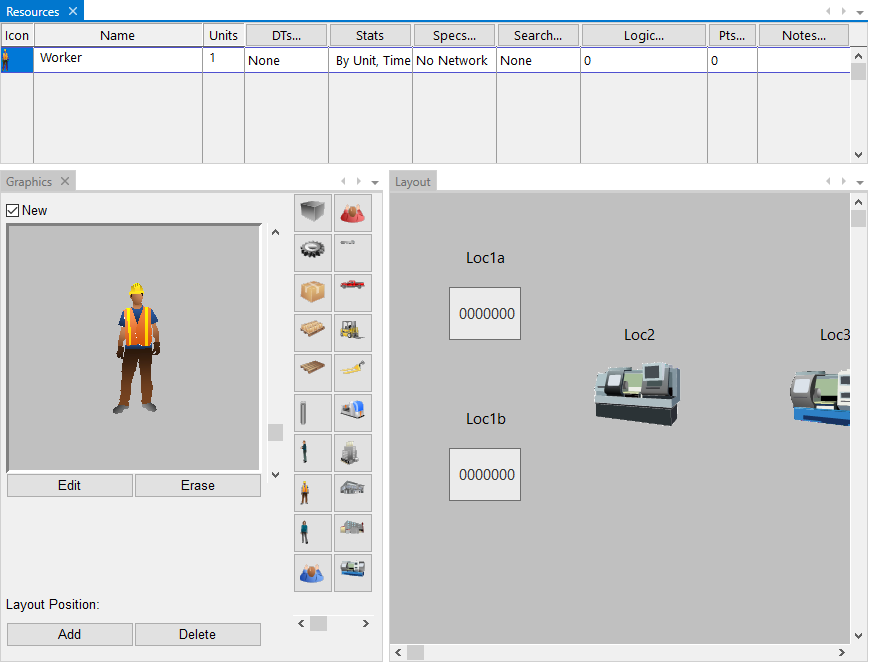 Resources
Icon Name Units DTs... Stats Specs... Search... Logic... Pts... Notes...
Worker 1 None By Unit, Time No Network None 0 0
Graphics
Layout
New
Loc1a
0000000
Loc2
Loc3
Loc1b
0000000
Edit Erase
Layout Position:
Add Delete